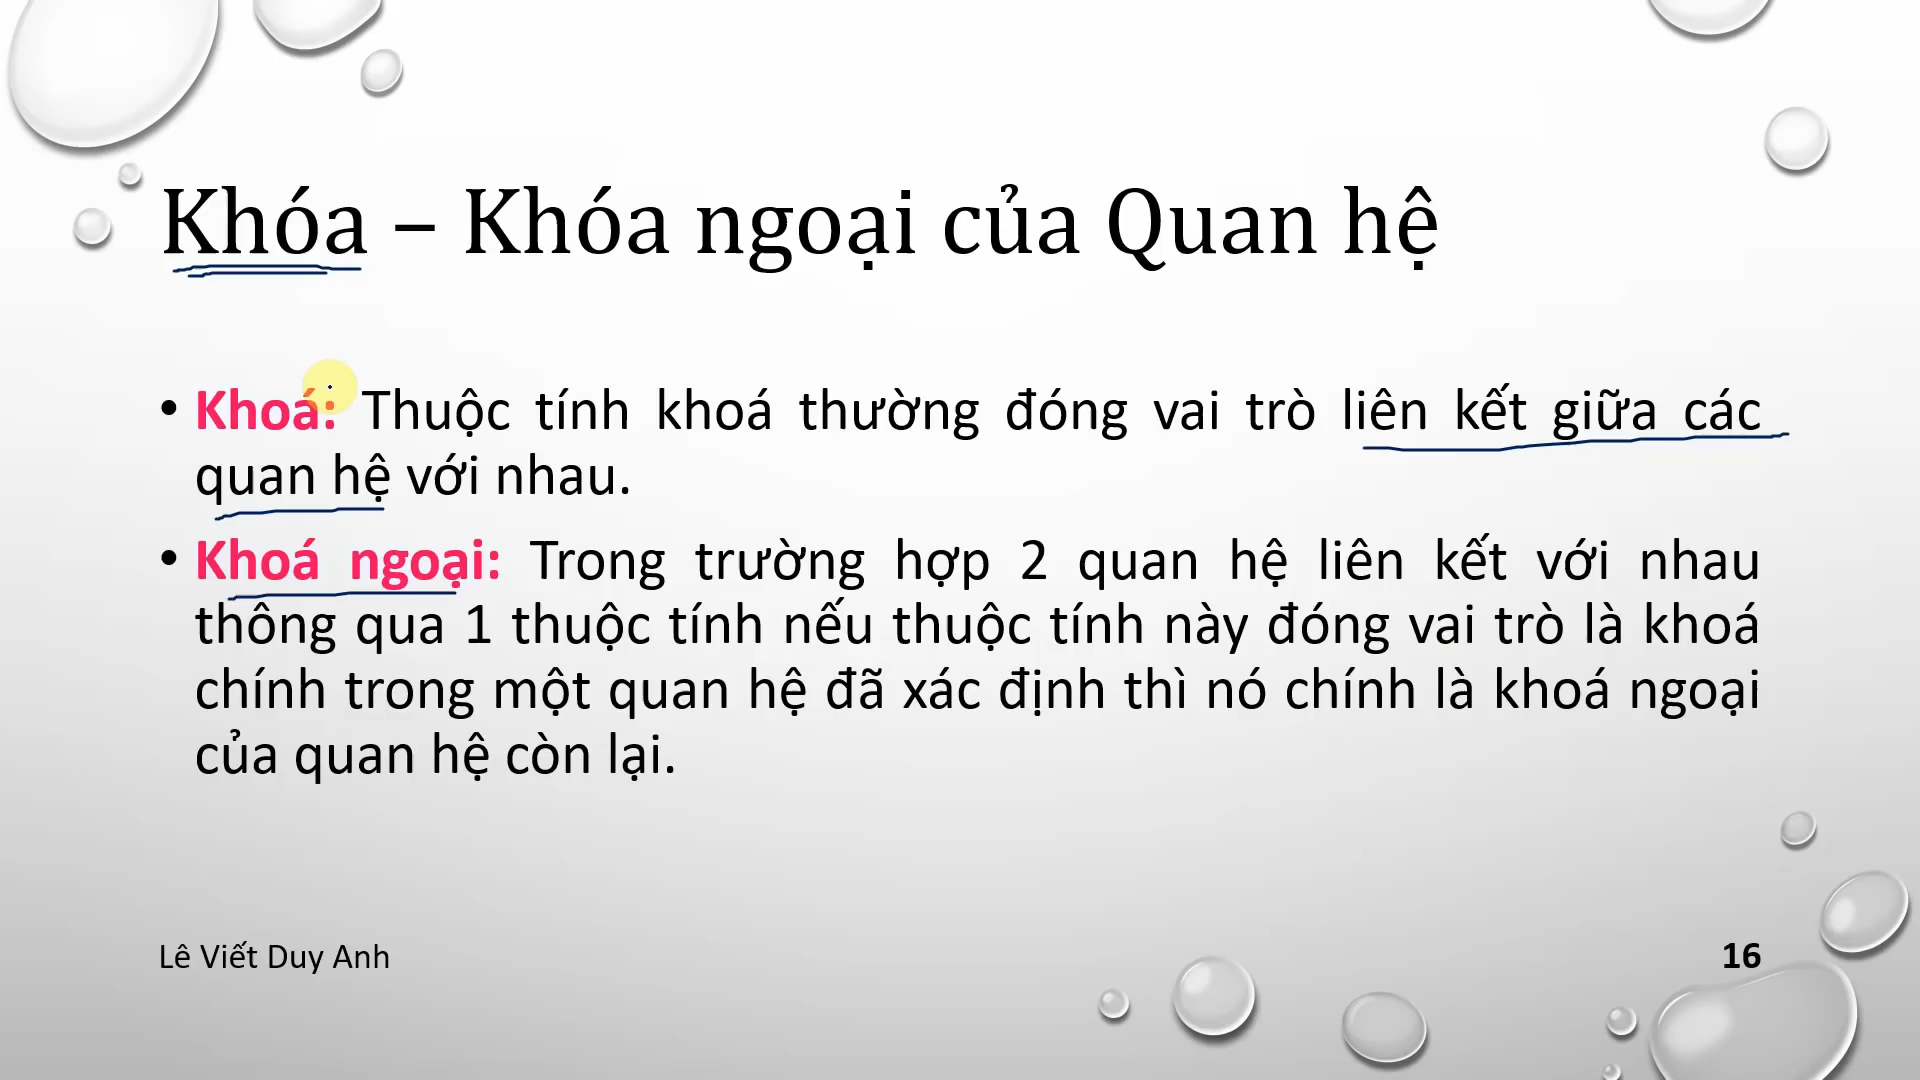 Khóa – Khóa ngoại của Quan hệ
• Khoá: Thuộc tính khoá thường đóng vai trò liên kết giữa các
quan hệ với nhau.
• Khoá ngoại: Trong trường hợp 2 quan hệ liên kết với nhau
thông qua 1 thuộc tính nếu thuộc tính này đóng vai trò là khoá
chính trong một quan hệ đã xác định thì nó chính là khoá ngoại
của quan hệ còn lại.
Lê Viết Duy Anh
16